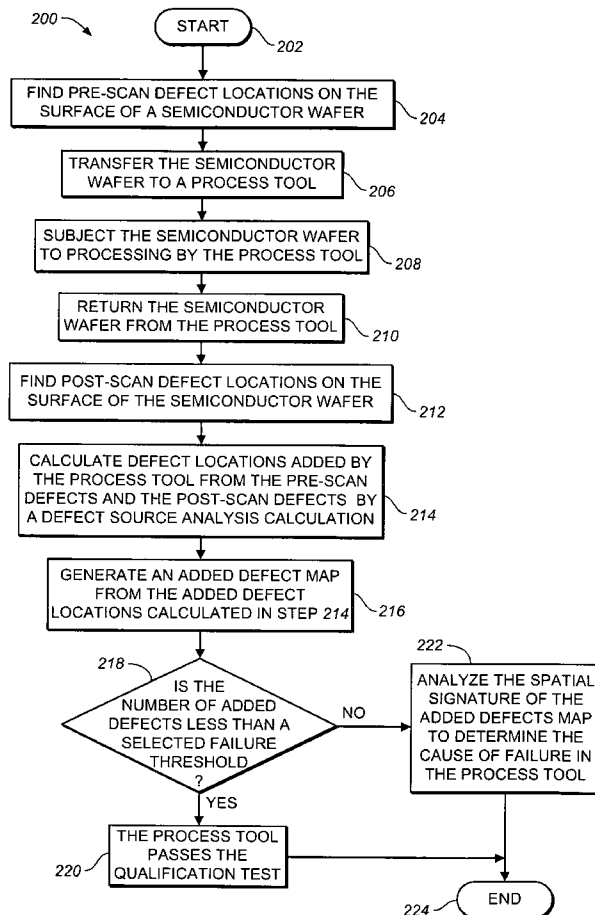 200
START
202
FIND PRE-SCAN DEFECT LOCATIONS ON THE
SURFACE OF A SEMICONDUCTOR WAFER
204
TRANSFER THE SEMICONDUCTOR
WAFER TO A PROCESS TOOL
206
SUBJECT THE SEMICONDUCTOR WAFER
TO PROCESSING BY THE PROCESS TOOL
208
RETURN THE SEMICONDUCTOR
WAFER FROM THE PROCESS TOOL
210
FIND POST-SCAN DEFECT LOCATIONS ON THE
SURFACE OF THE SEMICONDUCTOR WAFER
212
CALCULATE DEFECT LOCATIONS ADDED BY
THE PROCESS TOOL FROM THE PRE-SCAN
DEFECTS AND THE POST-SCAN DEFECTS BY
A DEFECT SOURCE ANALYSIS CALCULATION
214
GENERATE AN ADDED DEFECT MAP
FROM THE ADDED DEFECT
LOCATIONS CALCULATED IN STEP 214
216
218
IS THE
NUMBER OF ADDED
DEFECTS LESS THAN A
SELECTED FAILURE
THRESHOLD
?
NO
YES
222
ANALYZE THE SPATIAL
SIGNATURE OF THE
ADDED DEFECTS MAP
TO DETERMINE THE
CAUSE OF FAILURE IN
THE PROCESS TOOL
220
THE PROCESS TOOL
PASSES THE
QUALIFICATION TEST
224
END